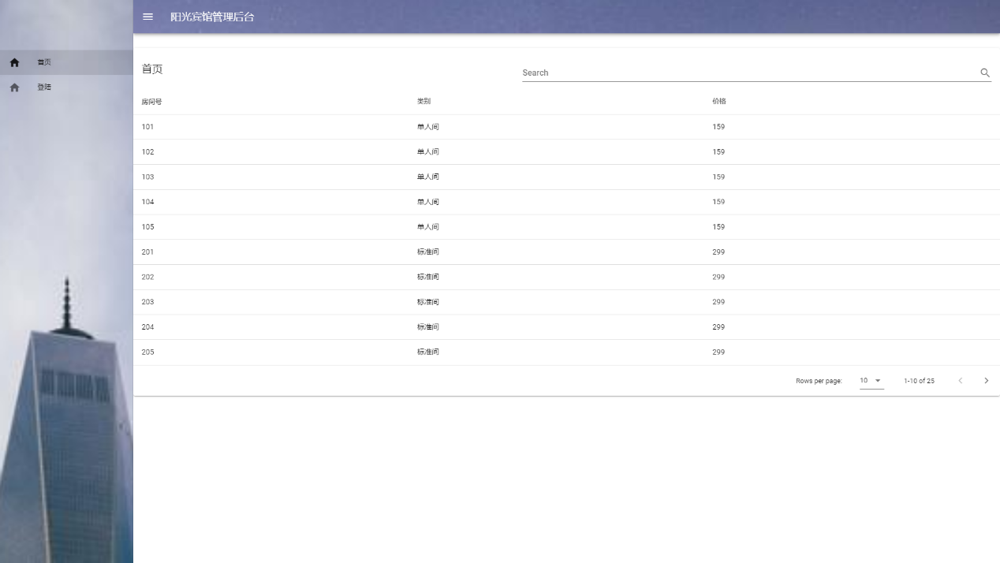 阳光宾馆管理后台
首页
登陆
首页
Search
房间号 类别 价格
101 单人间 159
102 单人间 159
103 单人间 159
104 单人间 159
105 单人间 159
201 标准间 299
202 标准间 299
203 标准间 299
204 标准间 299
205 标准间 299
Rows per page: 10 1-10 of 25